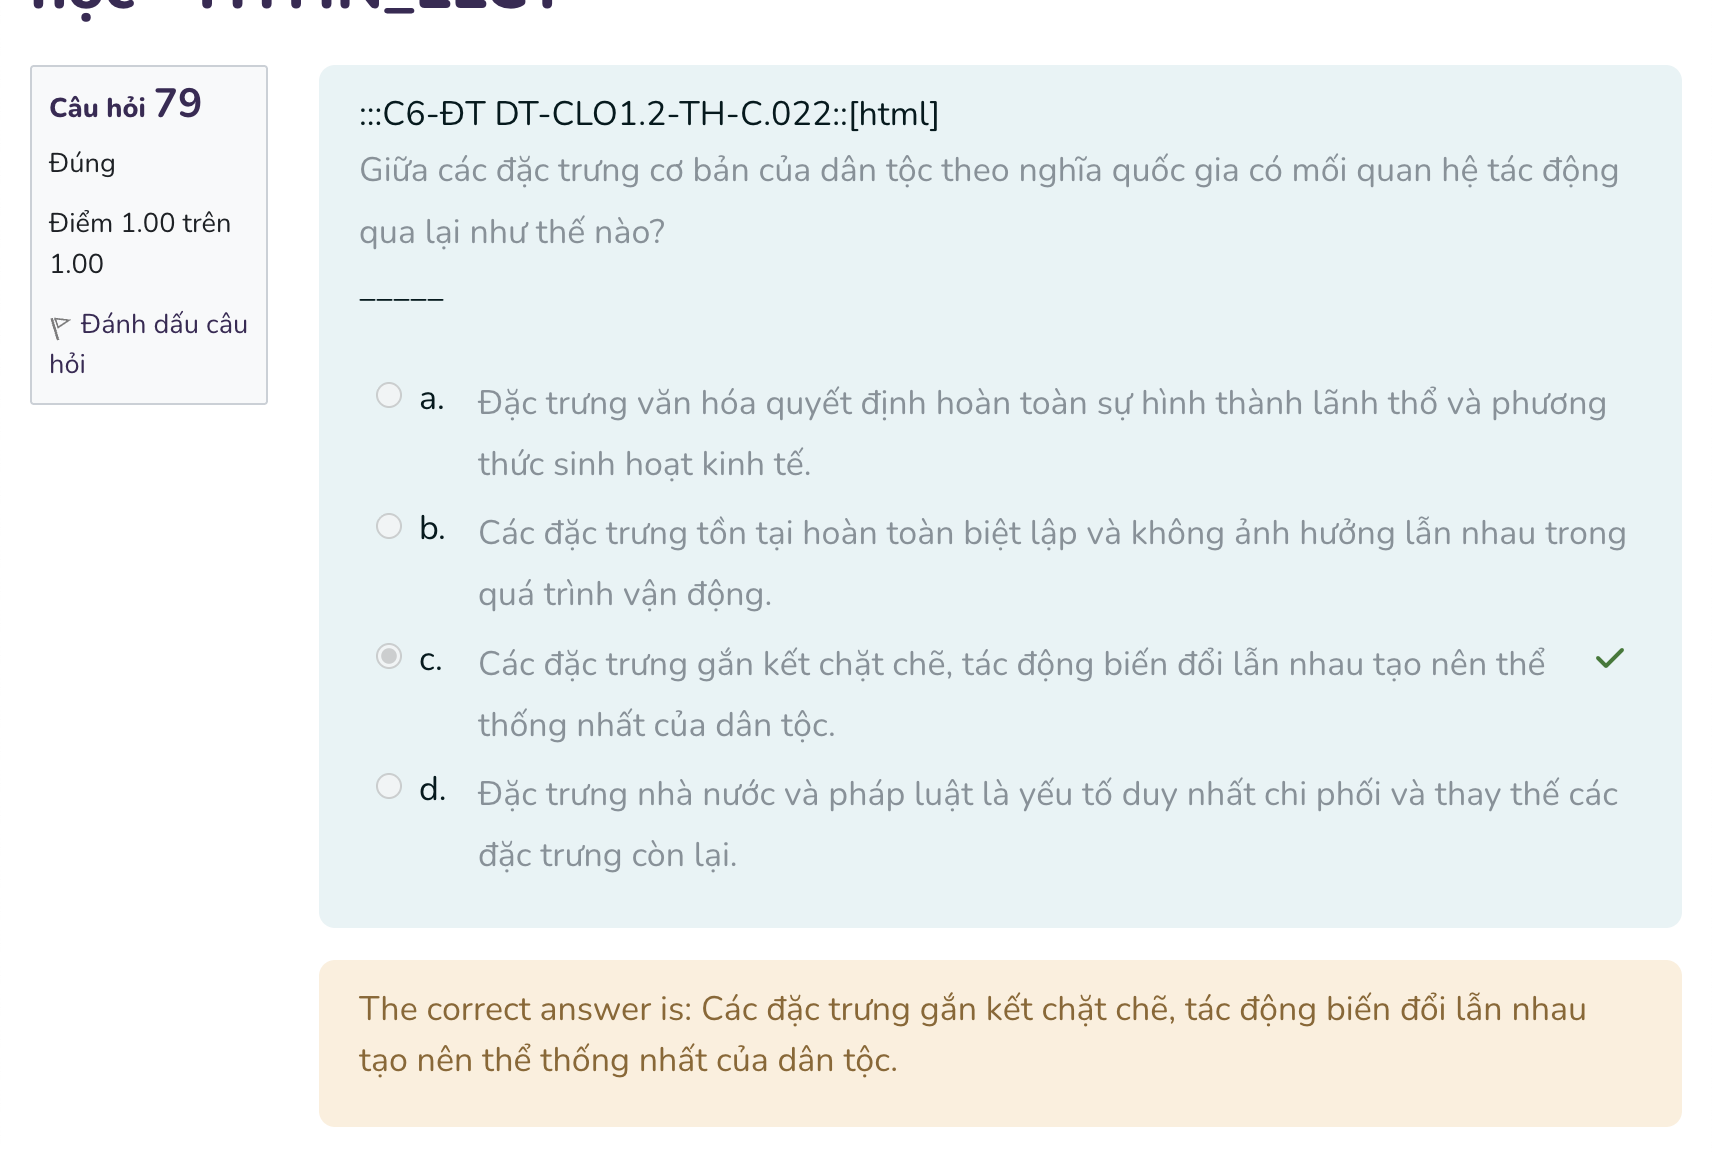 Câu hỏi 79
Đúng
Điểm 1.00 trên
1.00
Đánh dấu câu
hỏi
:::C6-ĐT DT-CLO1.2-TH-C.022::[html]
Giữa các đặc trưng cơ bản của dân tộc theo nghĩa quốc gia có mối quan hệ tác động
qua lại như thế nào?
_____
a. Đặc trưng văn hóa quyết định hoàn toàn sự hình thành lãnh thổ và phương
thức sinh hoạt kinh tế.
b. Các đặc trưng tồn tại hoàn toàn biệt lập và không ảnh hưởng lẫn nhau trong
quá trình vận động.
c. Các đặc trưng gắn kết chặt chẽ, tác động biến đổi lẫn nhau tạo nên thể
thống nhất của dân tộc.
d. Đặc trưng nhà nước và pháp luật là yếu tố duy nhất chi phối và thay thế các
đặc trưng còn lại.
The correct answer is: Các đặc trưng gắn kết chặt chẽ, tác động biến đổi lẫn nhau
tạo nên thể thống nhất của dân tộc.